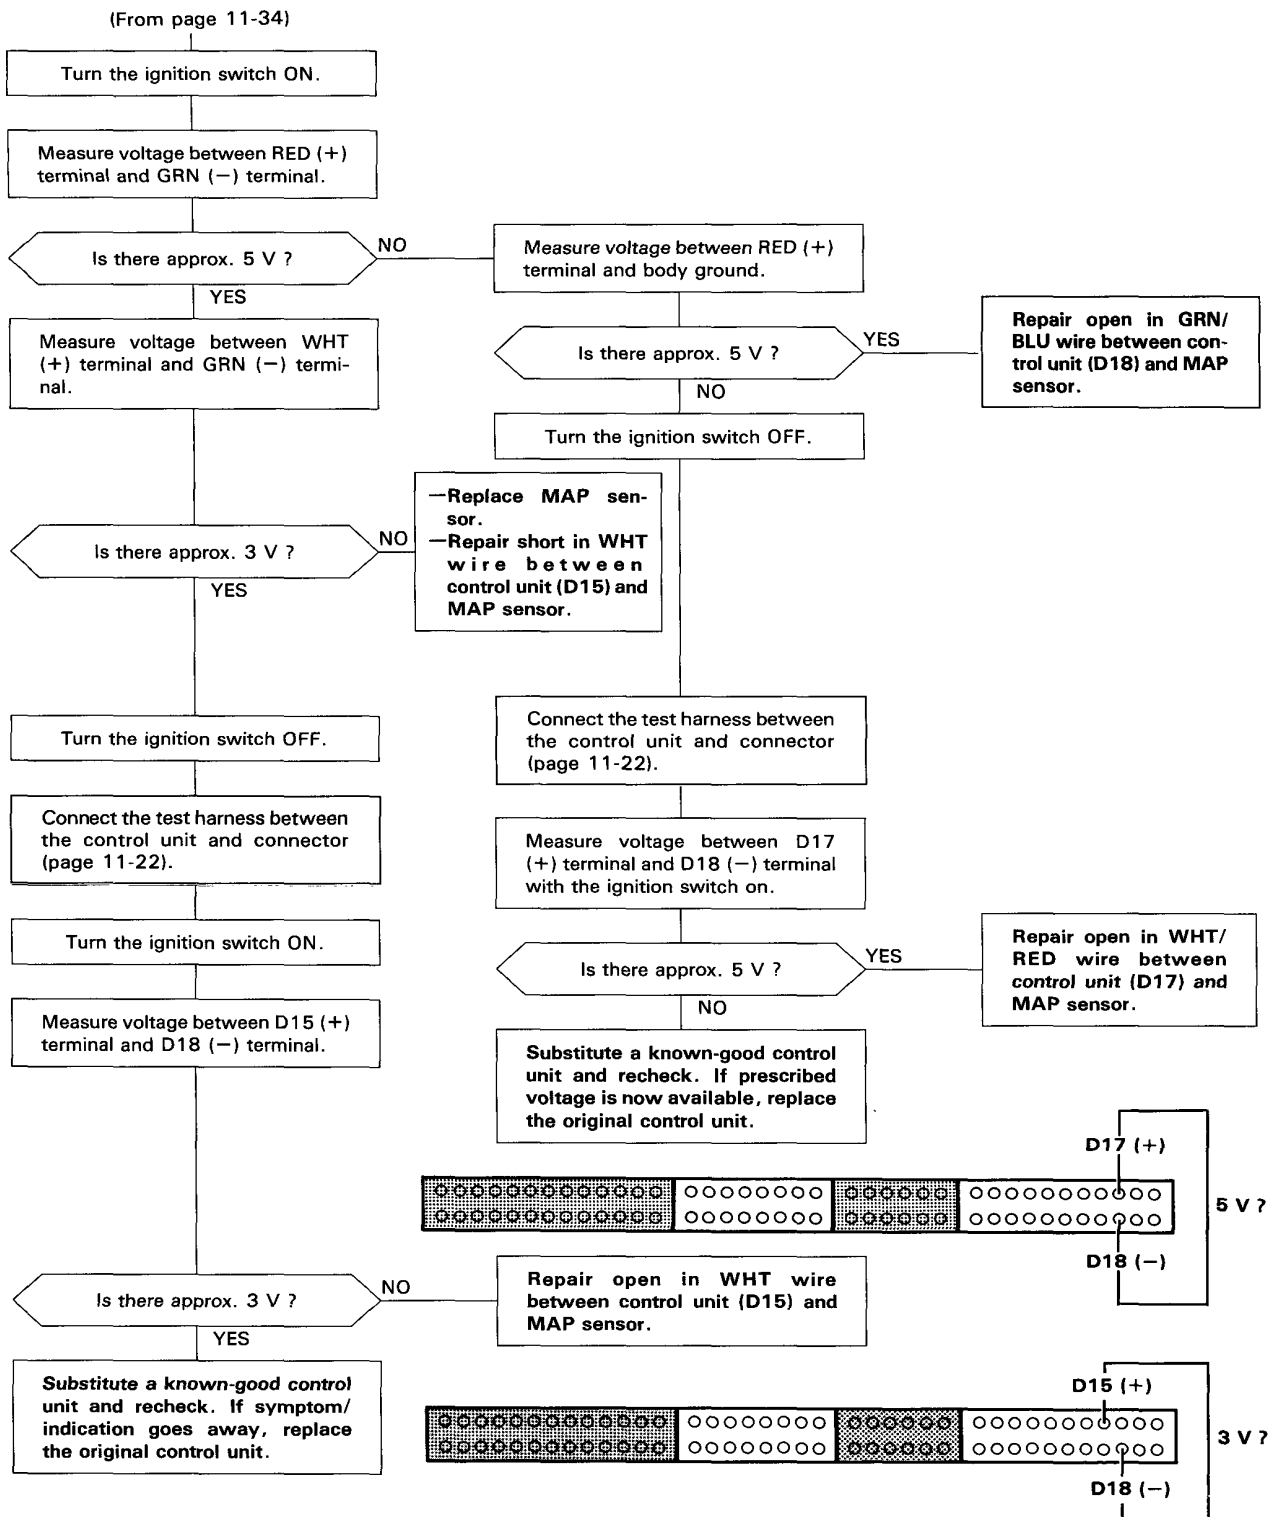 (From page 11-34)
Turn the ignition switch ON.
Measure voltage between RED (+)
terminal and GRN (−) terminal.
Is there approx. 5 V ?
NO
YES
Measure voltage between RED (+)
terminal and body ground.
Is there approx. 5 V ?
YES
NO
Repair open in GRN/
BLU wire between con-
trol unit (D18) and MAP
sensor.
Measure voltage between WHT
(+) terminal and GRN (−) termi-
nal.
Turn the ignition switch OFF.
Is there approx. 3 V ?
NO
YES
—Replace MAP sen-
sor.
—Repair short in WHT
wire between
control unit (D15) and
MAP sensor.
Turn the ignition switch OFF.
Connect the test harness between
the control unit and connector
(page 11-22).
Turn the ignition switch ON.
Measure voltage between D15 (+)
terminal and D18 (−) terminal.
Connect the test harness between
the control unit and connector
(page 11-22).
Measure voltage between D17
(+) terminal and D18 (−) terminal
with the ignition switch on.
Is there approx. 5 V ?
YES
NO
Repair open in WHT/
RED wire between
control unit (D17) and
MAP sensor.
Substitute a known-good control
unit and recheck. If prescribed
voltage is now available, replace
the original control unit.
D17 (+)
5 V ?
D18 (−)
Is there approx. 3 V ?
NO
YES
Repair open in WHT wire
between control unit (D15) and
MAP sensor.
Substitute a known-good control
unit and recheck. If symptom/
indication goes away, replace
the original control unit.
D15 (+)
3 V ?
D18 (−)